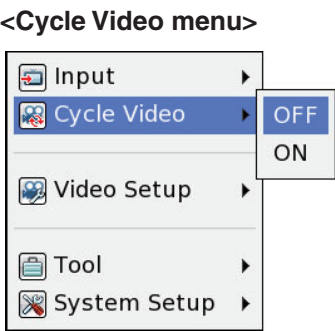 <Cycle Video menu>
Input
Cycle Video
OFF
ON
Video Setup
Tool
System Setup